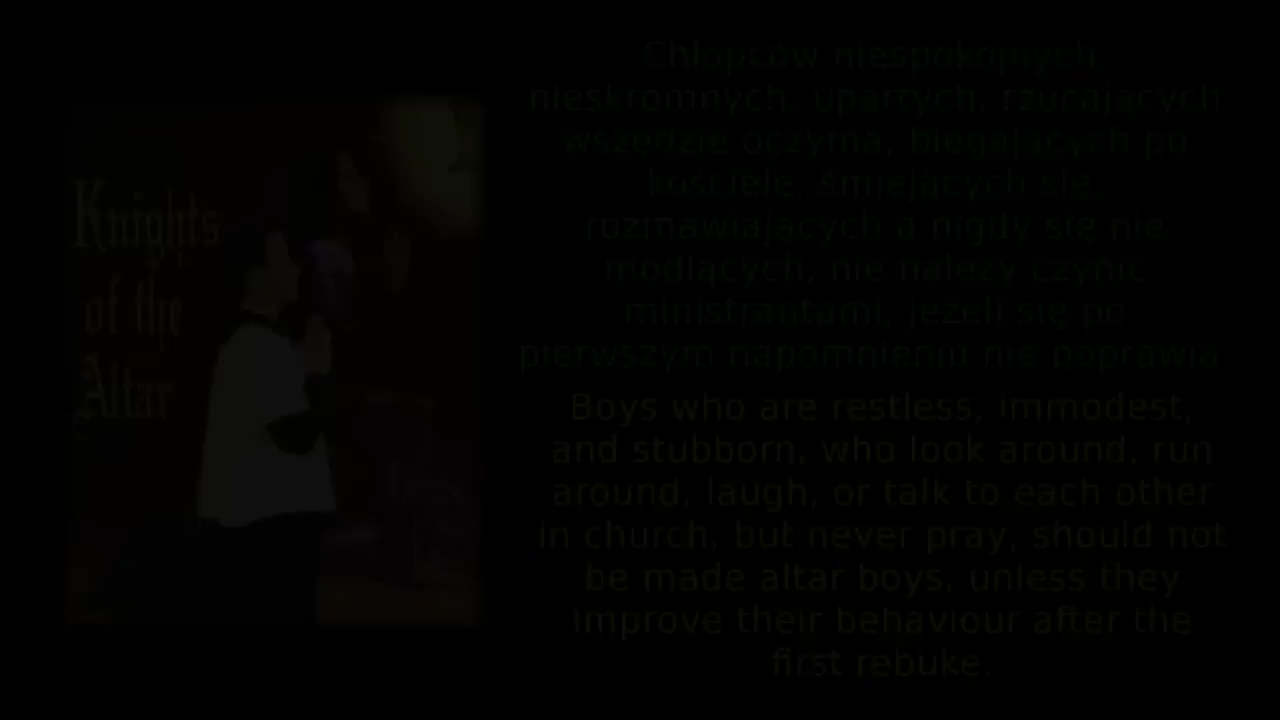 Knights
of the
Altar
Chłopców niespokojnych,
nieskromnych, upartych, rzucających
wszędzie oczyma, biegających po
kościele, śmiejących się,
rozmawiających a nigdy się nie
modlących, nie należy czynić
ministrantami, jeżeli się po
pierwszym napomnieniu nie poprawią.
Boys who are restless, immodest,
and stubborn, who look around, run
around, laugh, or talk to each other
in church, but never pray, should not
be made altar boys, unless they
improve their behaviour after the
first rebuke.